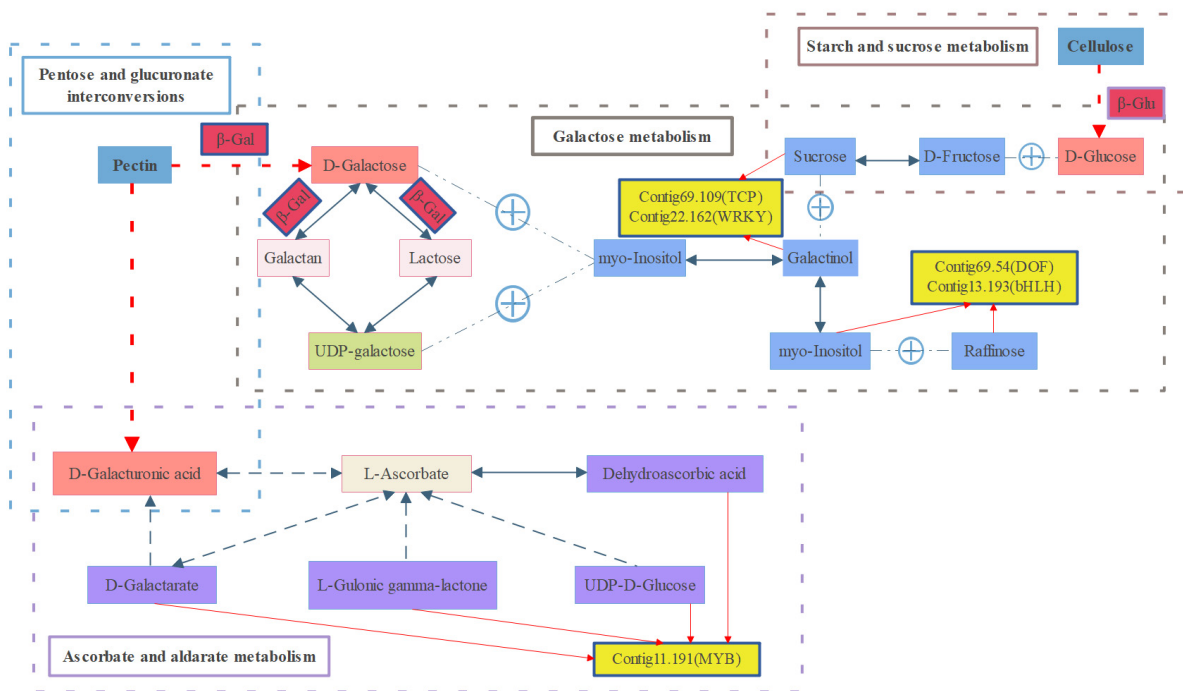 Starch and sucrose metabolism
Cellulose
Pentose and glucuronate
interconversions
β-Glu
β-Gal
Galactose metabolism
Pectin
D-Galactose
Sucrose
D-Fructose
D-Glucose
β-Gal
β-Gal
Contig69.109(TCP)
Contig22.162(WRKY)
Galactan
Lactose
myo-Inositol
Galactinol
Contig69.54(DOF)
Contig13.193(bHLH)
UDP-galactose
myo-Inositol
Raffinose
D-Galacturonic acid
L-Ascorbate
Dehydroascorbic acid
D-Galactarate
L-Gulonic gamma-lactone
UDP-D-Glucose
Ascorbate and aldarate metabolism
Contig11.191(MYB)